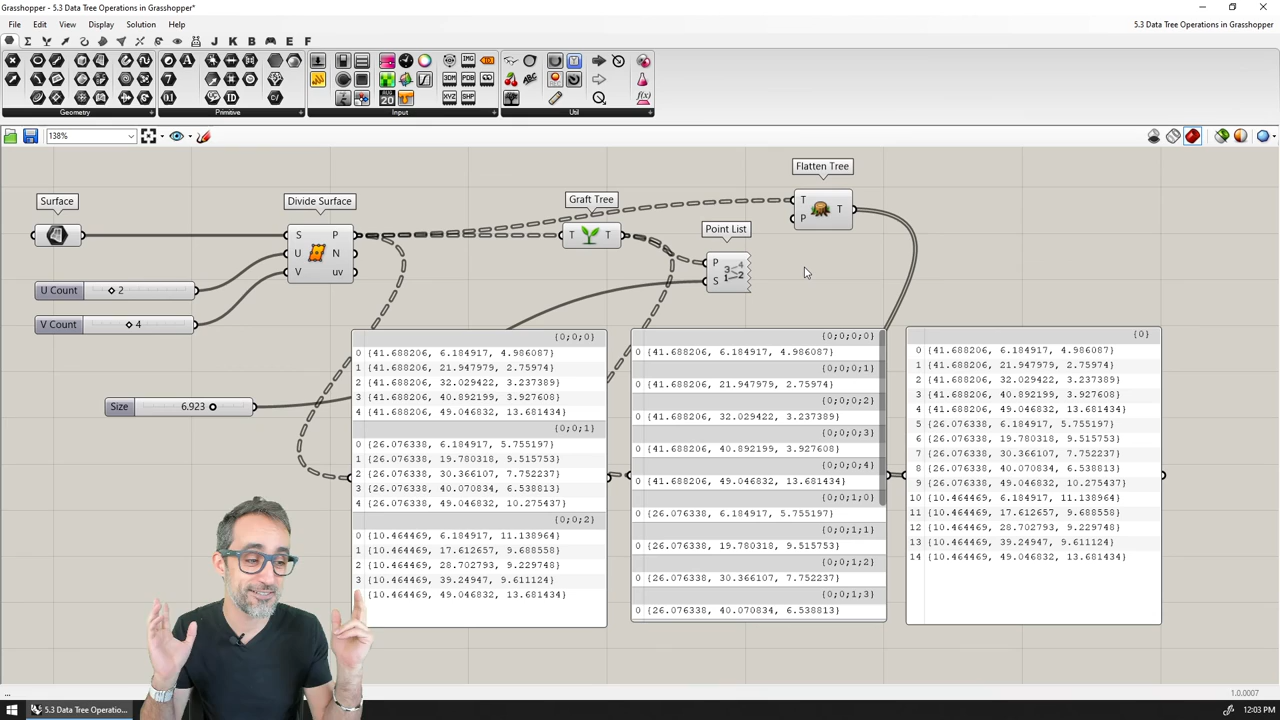 Grasshopper - 5.3 Data Tree Operations in Grasshopper*
File Edit View Display Solution Help
5.3 Data Tree Operations in Grasshopper
Geometry
Primitive
Input
Util
138%
Flatten Tree
Surface
Divide Surface
Graft Tree
Point List
T
P
T
S
U
V
P
N
uv
T
T
P
S
U Count
2
V Count
4
Size
6.923
{0;0;0}
0 {41.688206, 6.184917, 4.986087}
1 {41.688206, 21.947979, 2.75974}
2 {41.688206, 32.029422, 3.237389}
3 {41.688206, 40.892199, 3.927608}
4 {41.688206, 49.046832, 13.681434}
{0;0;1}
0 {26.076338, 6.184917, 5.755197}
1 {26.076338, 19.780318, 9.515753}
2 {26.076338, 30.366107, 7.752237}
3 {26.076338, 40.070834, 6.538813}
4 {26.076338, 49.046832, 10.275437}
{0;0;2}
0 {10.464469, 6.184917, 11.138964}
1 {10.464469, 17.612657, 9.688558}
2 {10.464469, 28.702793, 9.229748}
3 {10.464469, 39.24947, 9.611124}
{10.464469, 49.046832, 13.681434}
{0;0;0;0}
0 {41.688206, 6.184917, 4.986087}
{0;0;0;1}
0 {41.688206, 21.947979, 2.75974}
{0;0;0;2}
0 {41.688206, 32.029422, 3.237389}
{0;0;0;3}
0 {41.688206, 40.892199, 3.927608}
{0;0;0;4}
0 {41.688206, 49.046832, 13.681434}
{0;0;1;0}
0 {26.076338, 6.184917, 5.755197}
{0;0;1;1}
0 {26.076338, 19.780318, 9.515753}
{0;0;1;2}
0 {26.076338, 30.366107, 7.752237}
{0;0;1;3}
0 {26.076338, 40.070834, 6.538813}
{0}
0 {41.688206, 6.184917, 4.986087}
1 {41.688206, 21.947979, 2.75974}
2 {41.688206, 32.029422, 3.237389}
3 {41.688206, 40.892199, 3.927608}
4 {41.688206, 49.046832, 13.681434}
5 {26.076338, 6.184917, 5.755197}
6 {26.076338, 19.780318, 9.515753}
7 {26.076338, 30.366107, 7.752237}
8 {26.076338, 40.070834, 6.538813}
9 {26.076338, 49.046832, 10.275437}
10 {10.464469, 6.184917, 11.138964}
11 {10.464469, 17.612657, 9.688558}
12 {10.464469, 28.702793, 9.229748}
13 {10.464469, 39.24947, 9.611124}
14 {10.464469, 49.046832, 13.681434}
...
1.0.0007
5.3 Data Tree Operatio...
12:03 PM